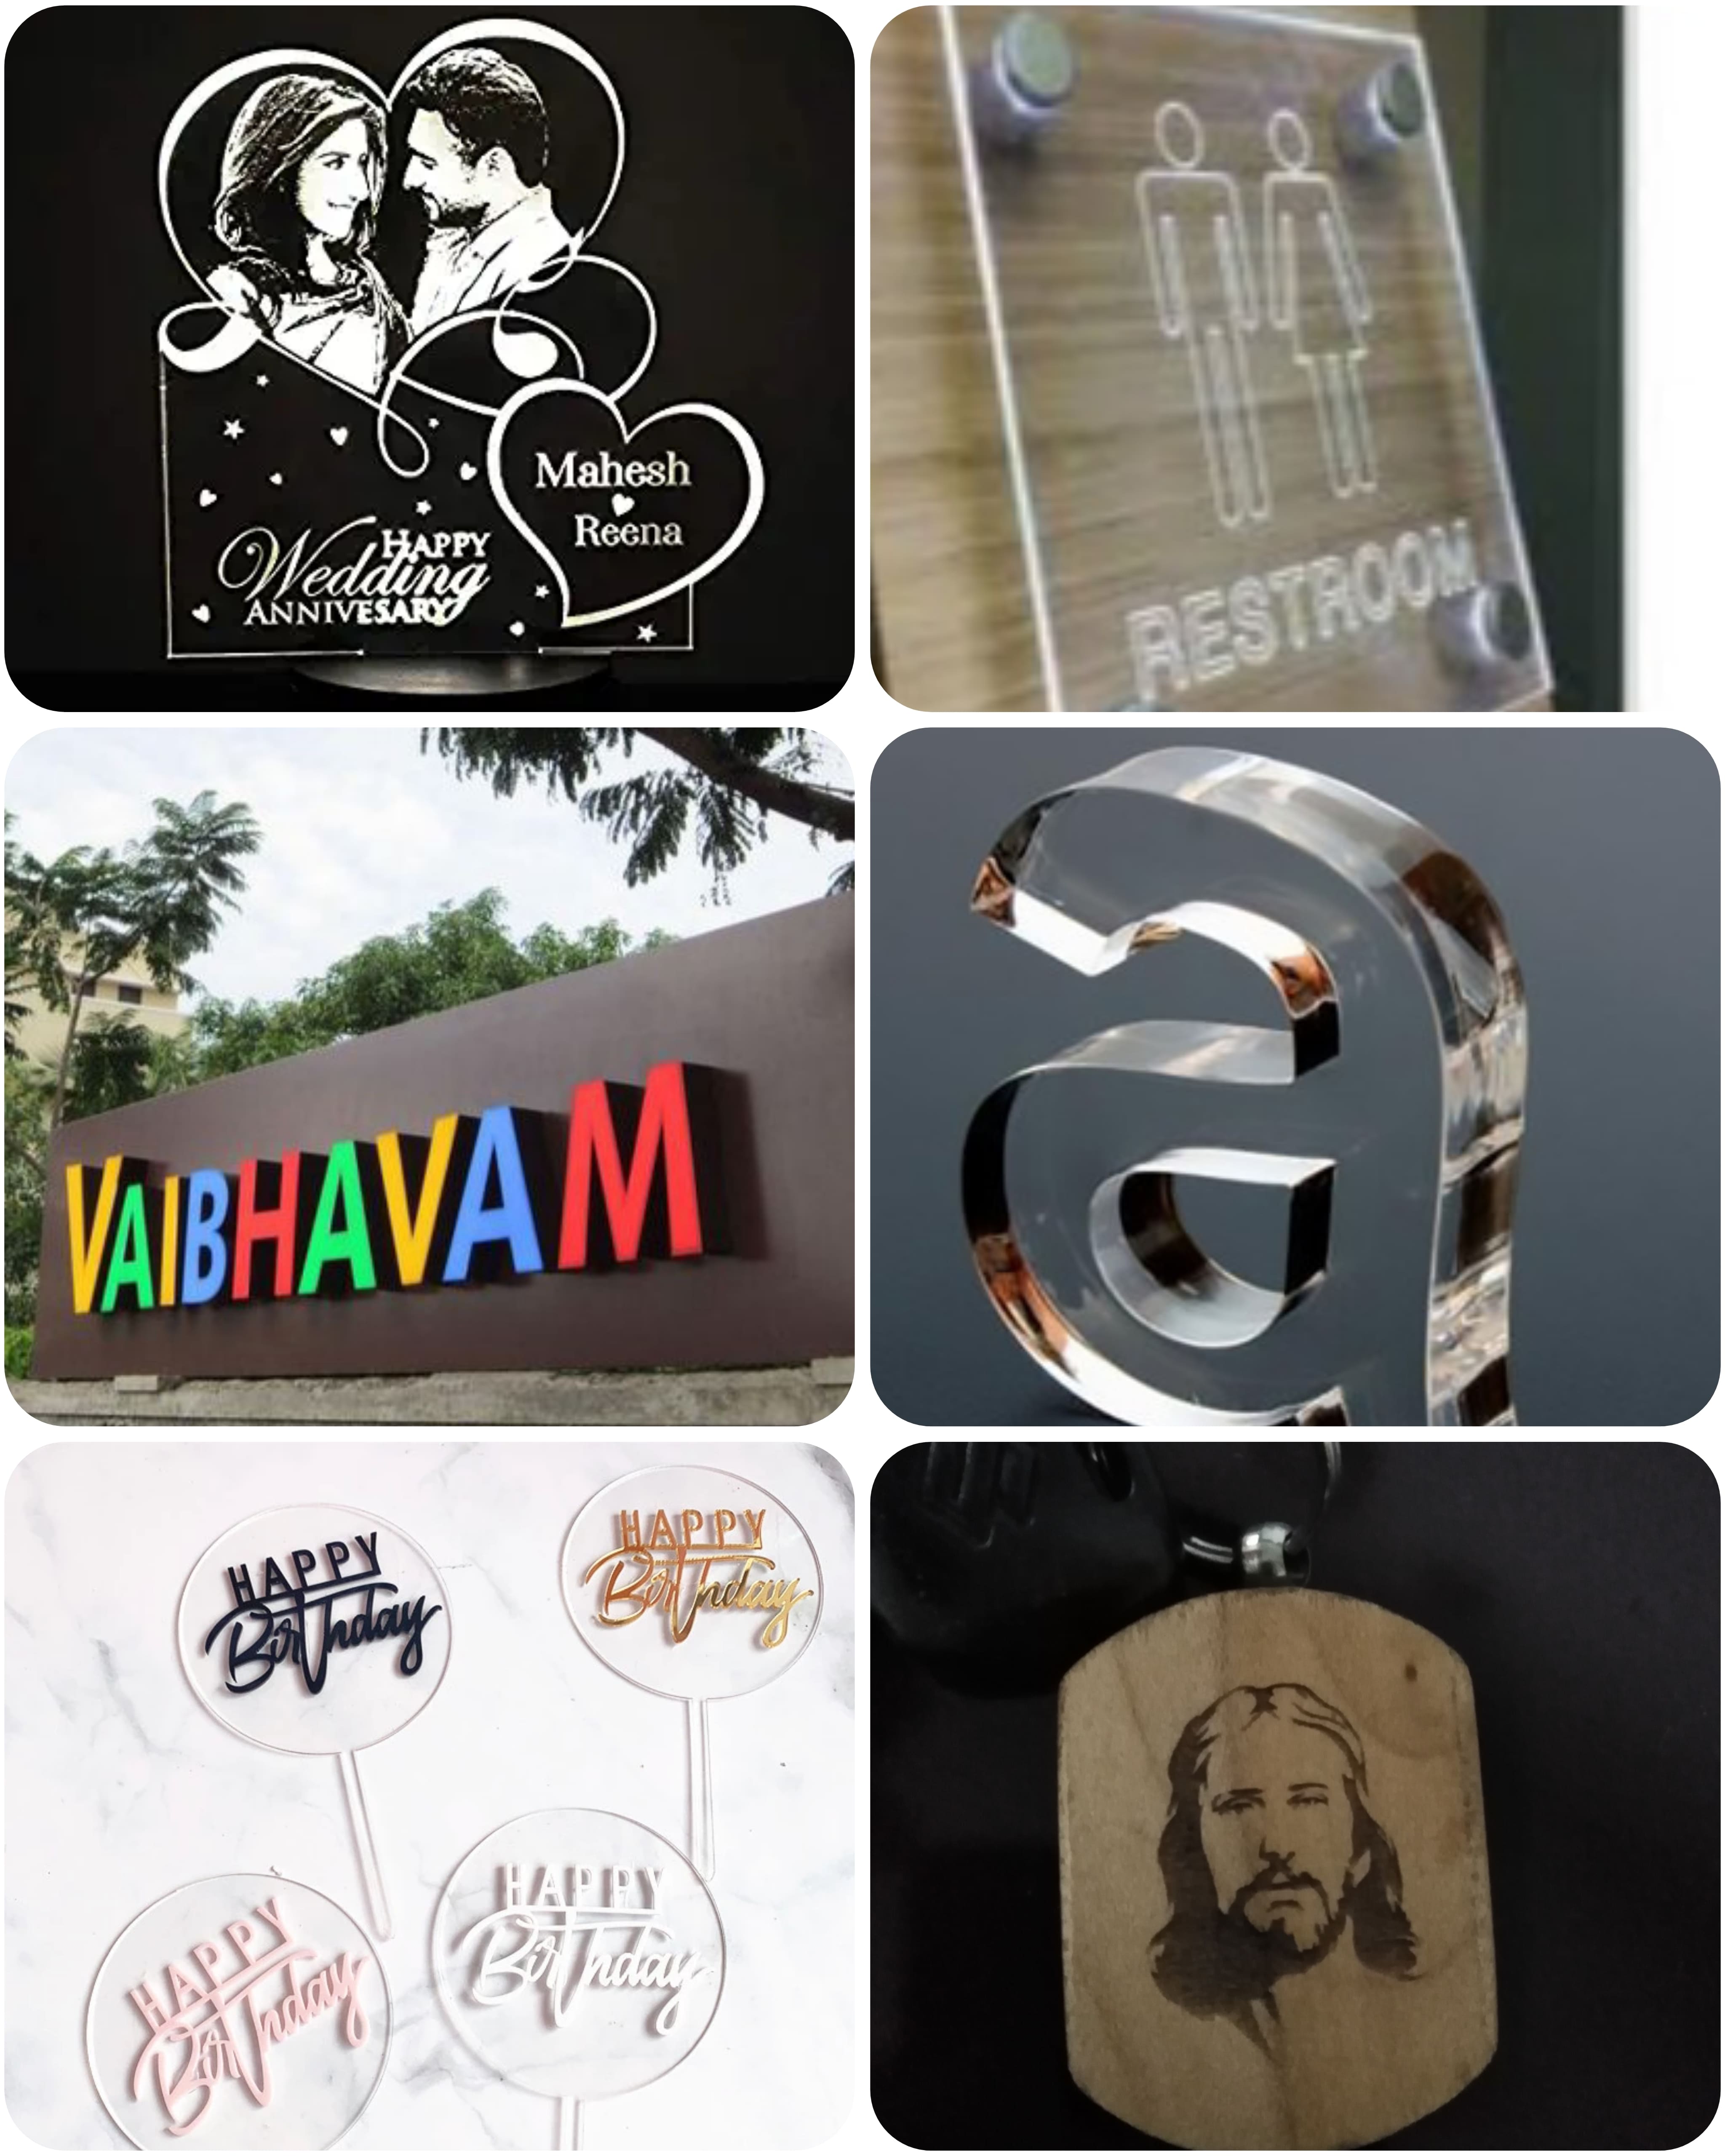 Mahesh
Reena
HAPPY
Wedding
ANNIVESARY
RESTROOM
VAIBHAVAM
a
HAPPY
Birthday
HAPPY
Birthday
HAPPY
Birthday
HAPPY
Birthday